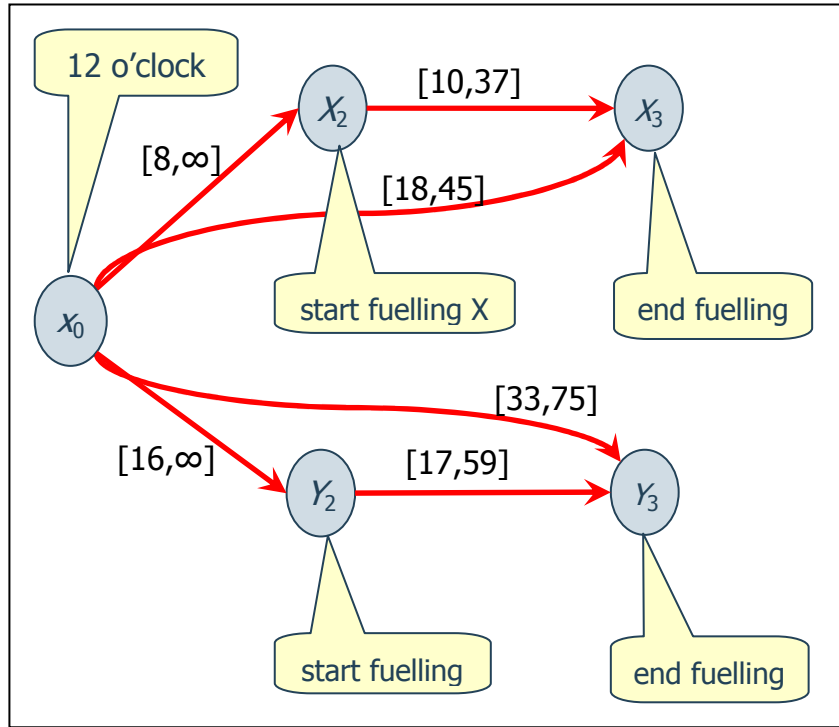 12 o’clock
X₂
[10,37]
X₃
[8,∞]
[18,45]
start fuelling X
end fuelling
x₀
[33,75]
[16,∞]
[17,59]
Y₂
Y₃
start fuelling
end fuelling